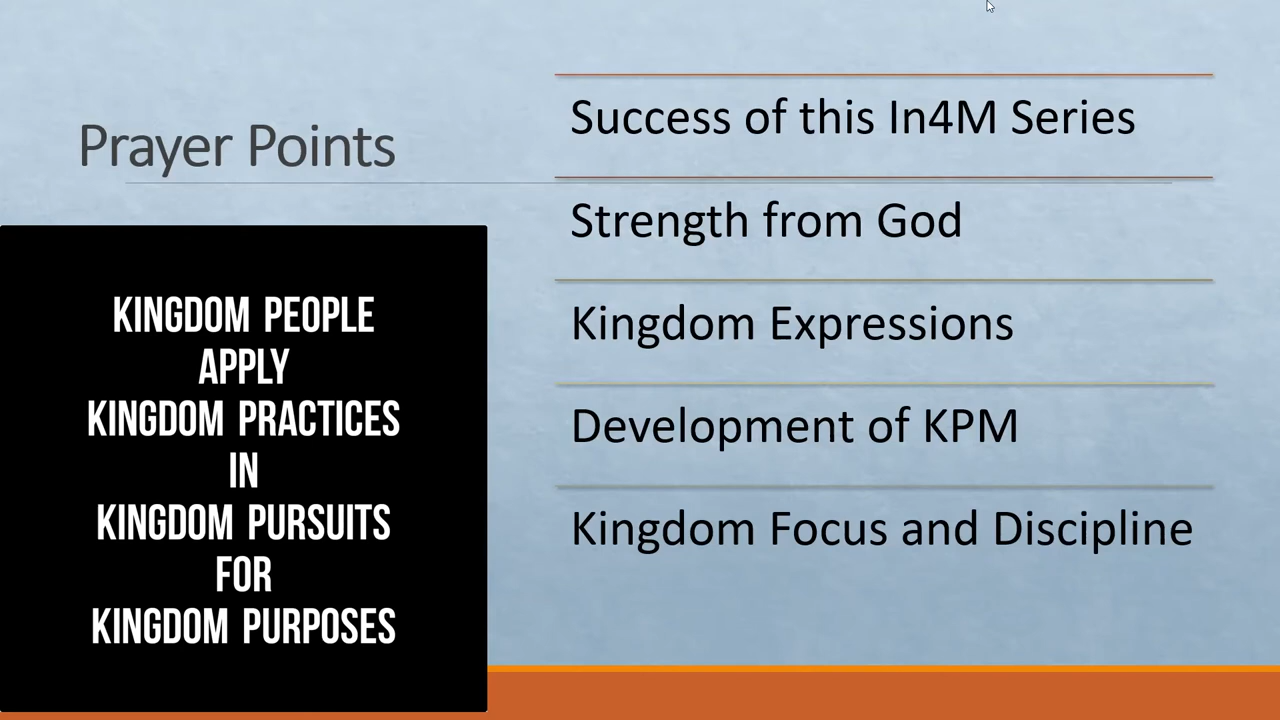 Prayer Points
KINGDOM PEOPLE
APPLY
KINGDOM PRACTICES
IN
KINGDOM PURSUITS
FOR
KINGDOM PURPOSES
Success of this In4M Series
Strength from God
Kingdom Expressions
Development of KPM
Kingdom Focus and Discipline